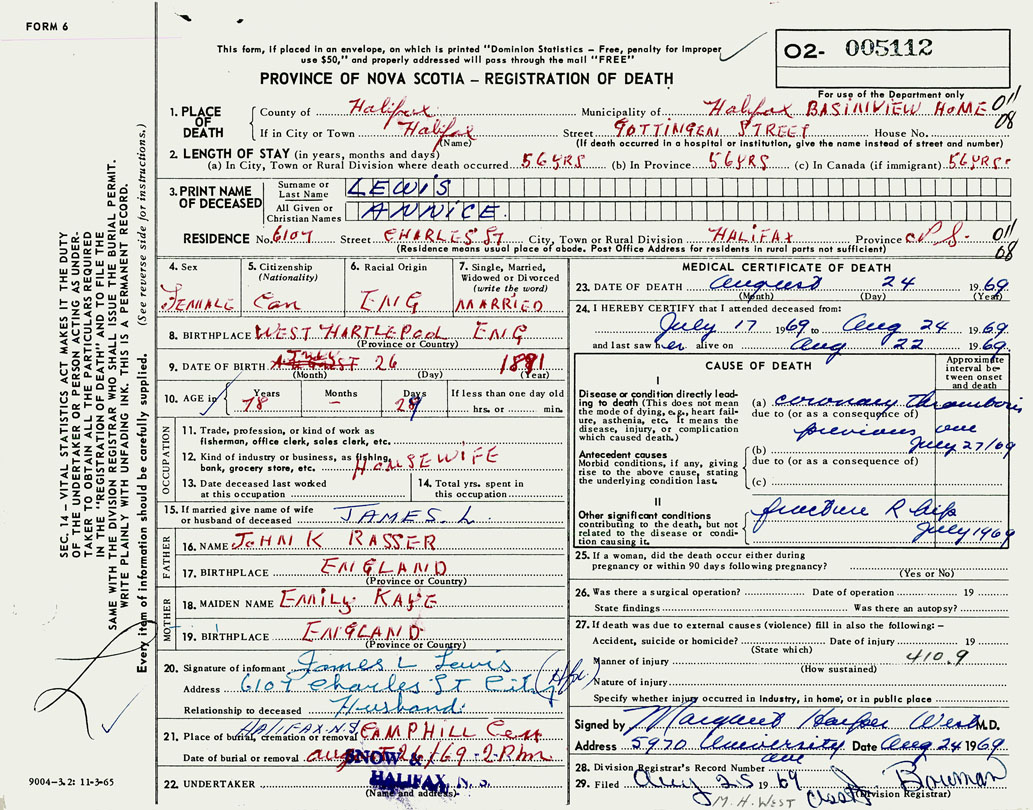 FORM 6
This form, if placed in an envelope, on which is printed "Dominion Statistics – Free, penalty for improper
use $50," and properly addressed will pass through the mail "FREE"
PROVINCE OF NOVA SCOTIA – REGISTRATION OF DEATH
02- 005112
For use of the Department only
011
08
1. PLACE OF DEATH
County of Halifax Municipality of Halifax BASINVIEW HOME
If in City or Town Halifax Street GOTTINGEN STREET House No.
(Name) (If death occurred in a hospital or institution, give the name instead of street and number)
2. LENGTH OF STAY (in years, months and days)
(a) In City, Town or Rural Division where death occurred 56 YRS (b) In Province 56 YRS (c) In Canada (if immigrant) 56 YRS.
3. PRINT NAME OF DECEASED
Surname or Last Name LEWIS
All Given or Christian Names ANNICE.
RESIDENCE No. 6107 Street CHARLES ST City, Town or Rural Division HALIFAX Province
(Residence means usual place of abode. Post Office Address for residents in rural parts not sufficient)
011
08
4. Sex FEMALE
5. Citizenship (Nationality) Can
6. Racial Origin ENG
7. Single, Married, Widowed or Divorced (write the word) MARRIED
8. BIRTHPLACE WEST HARTLEPOOL ENG
(Province or Country)
9. DATE OF BIRTH 26 1891
(Month) (Day) (Year)
10. AGE in Years 78 Months – Days 29 If less than one day old hrs. or min.
OCCUPATION
11. Trade, profession, or kind of work as
fisherman, office clerk, sales clerk, etc.
12. Kind of industry or business, as fishing,
bank, grocery store, etc. HOUSEWIFE
13. Date deceased last worked
at this occupation
14. Total yrs. spent in
this occupation
15. If married give name of wife
or husband of deceased JAMES. L.
FATHER
16. NAME JOHN K RASSER
17. BIRTHPLACE ENGLAND
(Province or Country)
MOTHER
18. MAIDEN NAME EMILY KAYE
19. BIRTHPLACE ENGLAND
(Province or Country)
20. Signature of informant James L Lewis
Address 6107 Charles St City (Hfx)
Relationship to deceased Husband.
21. Place of burial, cremation or removal HALIFAX N.S. CAMPHILL Cem
Date of burial or removal aug 26/69 - 2-P.m
22. UNDERTAKER SNOW &
HALIFAX, N. S.
(Name and address)
MEDICAL CERTIFICATE OF DEATH
23. DATE OF DEATH August 24 1969
(Month) (Day) (Year)
24. I HEREBY CERTIFY that I attended deceased from:
July 17 1969 to Aug 24 1969
and last saw her alive on Aug 22 1969.
CAUSE OF DEATH
Approximate interval between onset and death
I
Disease or condition directly leading to death (This does not mean the mode of dying, e.g., heart failure, asthenia, etc. It means the disease, injury, or complication which caused death.)
(a) coronary thrombosis
due to (or as a consequence of)
previous one
(b) July 27/69
Antecedent causes
Morbid conditions, if any, giving rise to the above cause, stating the underlying condition last.
due to (or as a consequence of)
(c)
II
Other significant conditions
contributing to the death, but not related to the disease or condition causing it.
fracture R hip
July 1969
25. If a woman, did the death occur either during
pregnancy or within 90 days following pregnancy?
(Yes or No)
26. Was there a surgical operation? Date of operation 19
State findings Was there an autopsy?
27. If death was due to external causes (violence) fill in also the following: –
Accident, suicide or homicide? Date of injury 19
(State which)
410.9
Manner of injury
(How sustained)
Nature of injury
Specify whether injury occurred in Industry, in home, or in public place
Signed by Margaret Harper West M.D.
Address 5970 University Ave Date Aug 24 1969
28. Division Registrar's Record Number
29. Filed Aug 25 1969 Bowman
(Division Registrar)
M. H. WEST
SEC. 14 – VITAL STATISTICS ACT MAKES IT THE DUTY
OF THE UNDERTAKER OR PERSON ACTING AS UNDERTAKER TO OBTAIN ALL THE PARTICULARS REQUIRED
IN THE "REGISTRATION OF DEATH" AND TO FILE THE
SAME WITH THE DIVISION REGISTRAR WHO SHALL ISSUE THE BURIAL PERMIT.
WRITE PLAINLY WITH UNFADING INK. THIS IS A PERMANENT RECORD.
Every item of information should be carefully supplied. (See reverse side for instructions.)
9004-3.2: 11-3-65